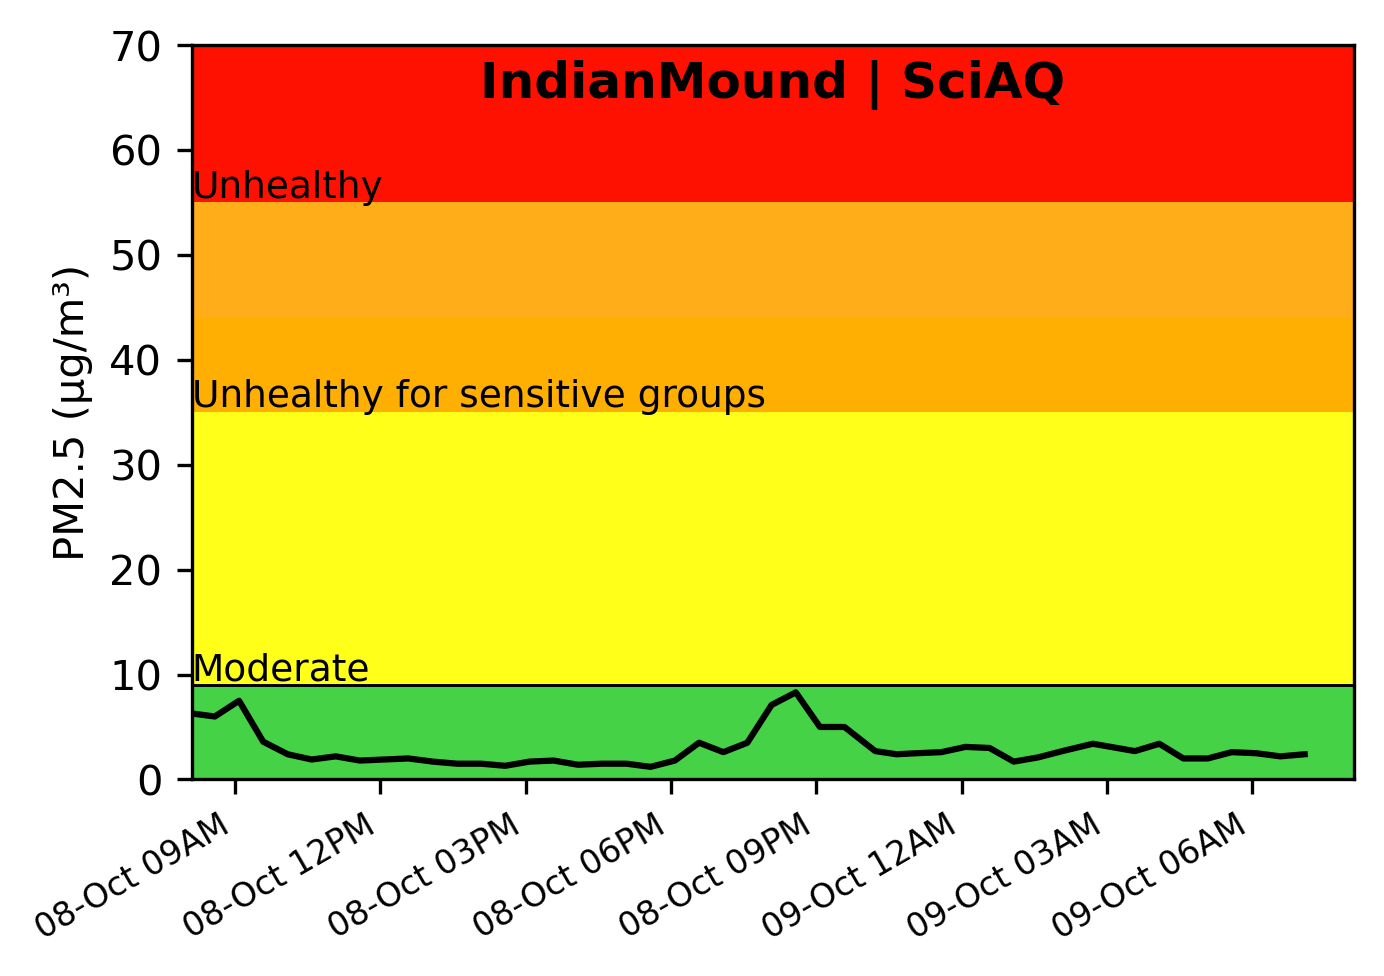 IndianMound | SciAQ
PM2.5 (µg/m³)
70
60
Unhealthy
50
40
Unhealthy for sensitive groups
30
20
10
Moderate
0
08-Oct 09AM
08-Oct 12PM
08-Oct 03PM
08-Oct 06PM
08-Oct 09PM
09-Oct 12AM
09-Oct 03AM
09-Oct 06AM